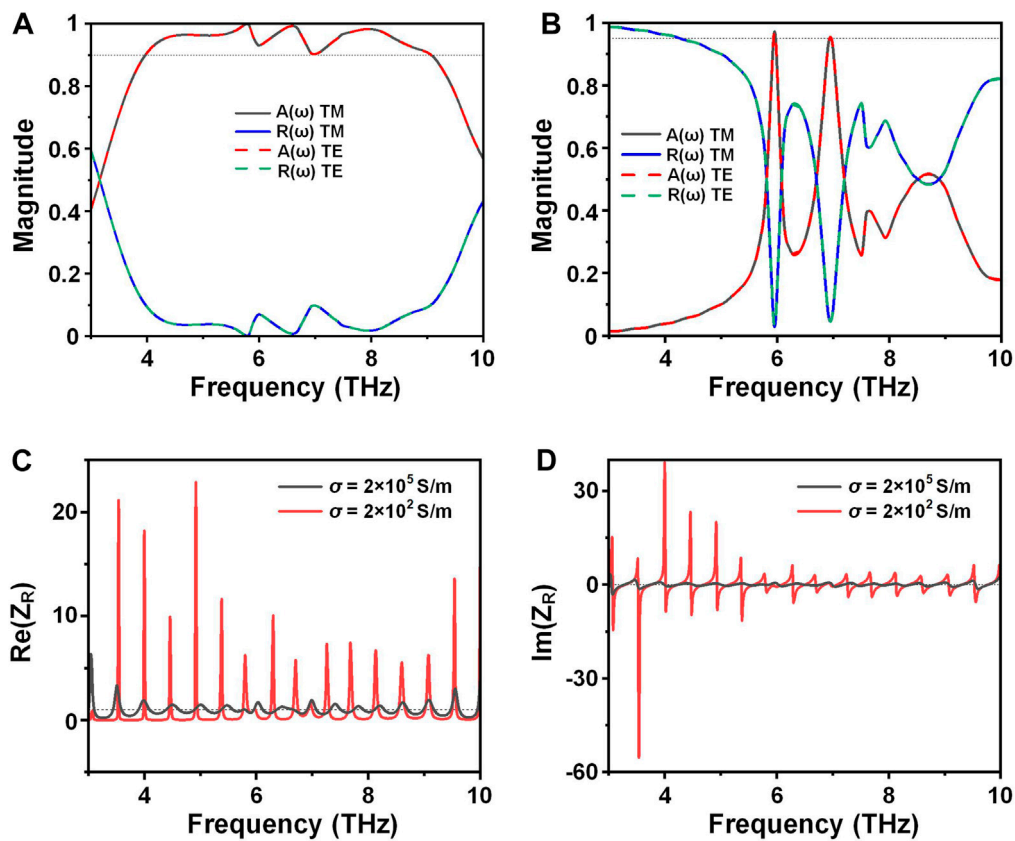 A
1
0.8
0.6
0.4
0.2
0
Magnitude
A(ω) TM
R(ω) TM
A(ω) TE
R(ω) TE
4
6
8
10
Frequency (THz)
B
1
0.8
0.6
0.4
0.2
0
Magnitude
A(ω) TM
R(ω) TM
A(ω) TE
R(ω) TE
4
6
8
10
Frequency (THz)
C
20
10
0
Re(Z_R)
σ = 2×10⁵ S/m
σ = 2×10² S/m
4
6
8
10
Frequency (THz)
D
30
0
-30
-60
Im(Z_R)
σ = 2×10⁵ S/m
σ = 2×10² S/m
4
6
8
10
Frequency (THz)